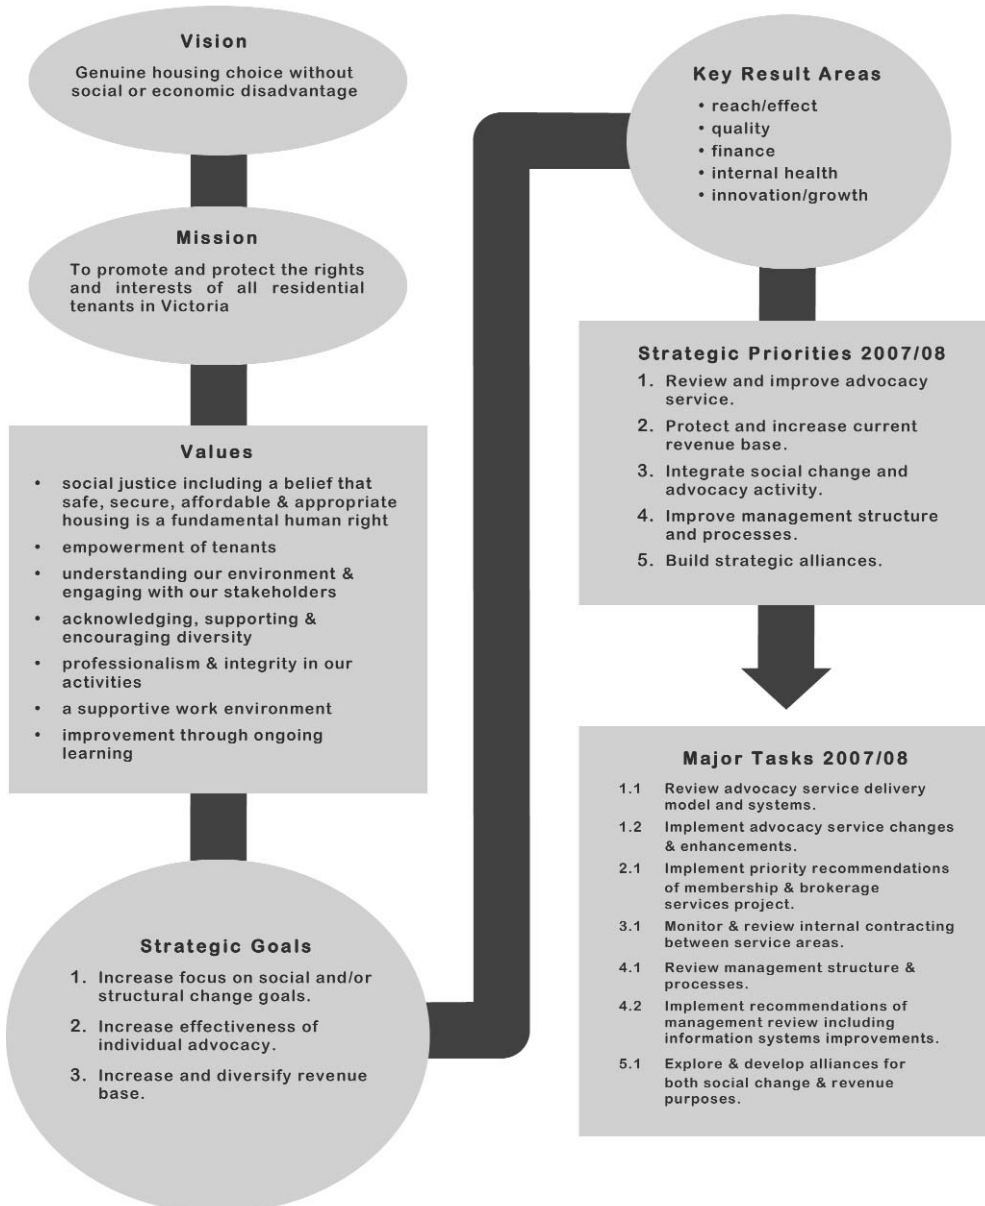 Vision
Genuine housing choice without
social or economic disadvantage
Mission
To promote and protect the rights
and interests of all residential
tenants in Victoria
Values
• social justice including a belief that
safe, secure, affordable & appropriate
housing is a fundamental human right
• empowerment of tenants
• understanding our environment &
engaging with our stakeholders
• acknowledging, supporting &
encouraging diversity
• professionalism & integrity in our
activities
• a supportive work environment
• improvement through ongoing
learning
Strategic Goals
1. Increase focus on social and/or
structural change goals.
2. Increase effectiveness of
individual advocacy.
3. Increase and diversify revenue
base.
Key Result Areas
• reach/effect
• quality
• finance
• internal health
• innovation/growth
Strategic Priorities 2007/08
1. Review and improve advocacy
service.
2. Protect and increase current
revenue base.
3. Integrate social change and
advocacy activity.
4. Improve management structure
and processes.
5. Build strategic alliances.
Major Tasks 2007/08
1.1 Review advocacy service delivery
model and systems.
1.2 Implement advocacy service changes
& enhancements.
2.1 Implement priority recommendations
of membership & brokerage
services project.
3.1 Monitor & review internal contracting
between service areas.
4.1 Review management structure &
processes.
4.2 Implement recommendations of
management review including
information systems improvements.
5.1 Explore & develop alliances for
both social change & revenue
purposes.